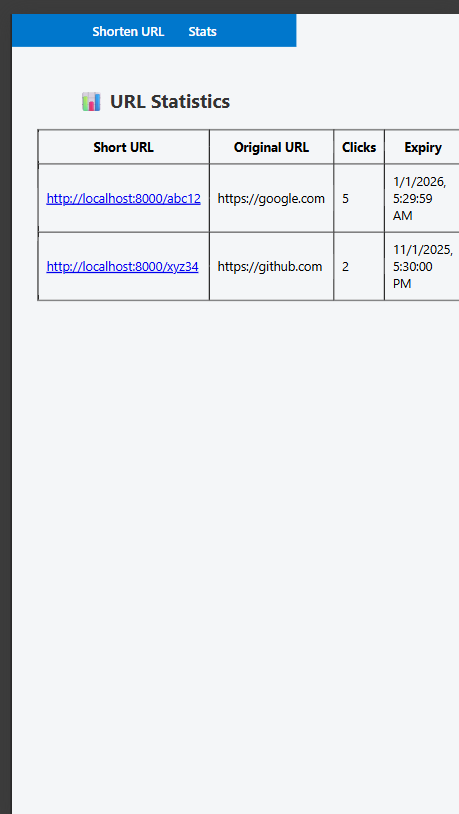 Shorten URL Stats
📊 URL Statistics
Short URL Original URL Clicks Expiry
http://localhost:8000/abc12 https://google.com 5 1/1/2026,
5:29:59
AM
http://localhost:8000/xyz34 https://github.com 2 11/1/2025,
5:30:00
PM